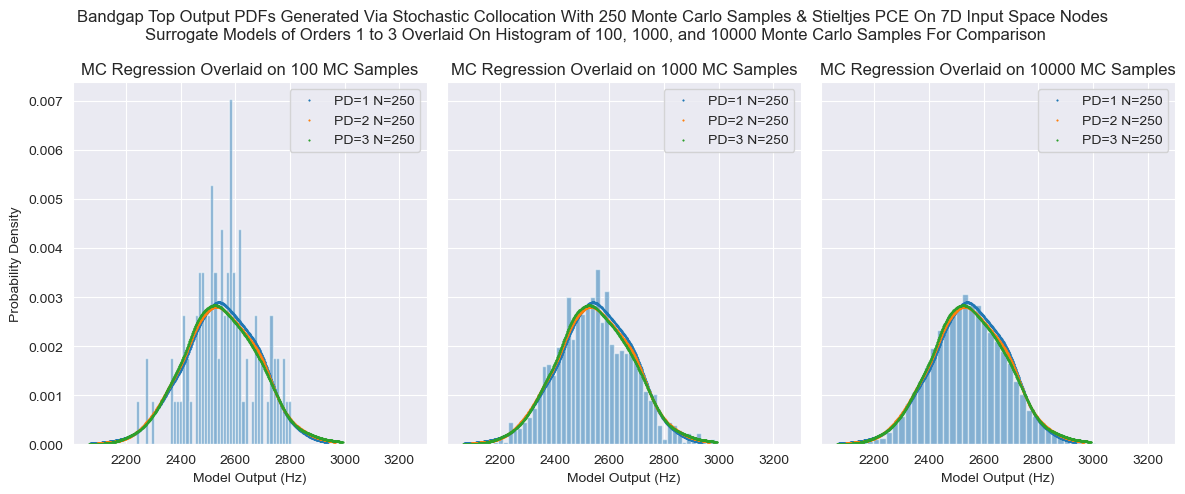 Bandgap Top Output PDFs Generated Via Stochastic Collocation With 250 Monte Carlo Samples & Stieltjes PCE On 7D Input Space Nodes
Surrogate Models of Orders 1 to 3 Overlaid On Histogram of 100, 1000, and 10000 Monte Carlo Samples For Comparison
MC Regression Overlaid on 100 MC Samples
PD=1 N=250
PD=2 N=250
PD=3 N=250
0.007
0.006
0.005
0.004
0.003
0.002
0.001
0.000
Probability Density
2200 2400 2600 2800 3000 3200
Model Output (Hz)
MC Regression Overlaid on 1000 MC Samples
PD=1 N=250
PD=2 N=250
PD=3 N=250
2200 2400 2600 2800 3000 3200
Model Output (Hz)
MC Regression Overlaid on 10000 MC Samples
PD=1 N=250
PD=2 N=250
PD=3 N=250
2200 2400 2600 2800 3000 3200
Model Output (Hz)